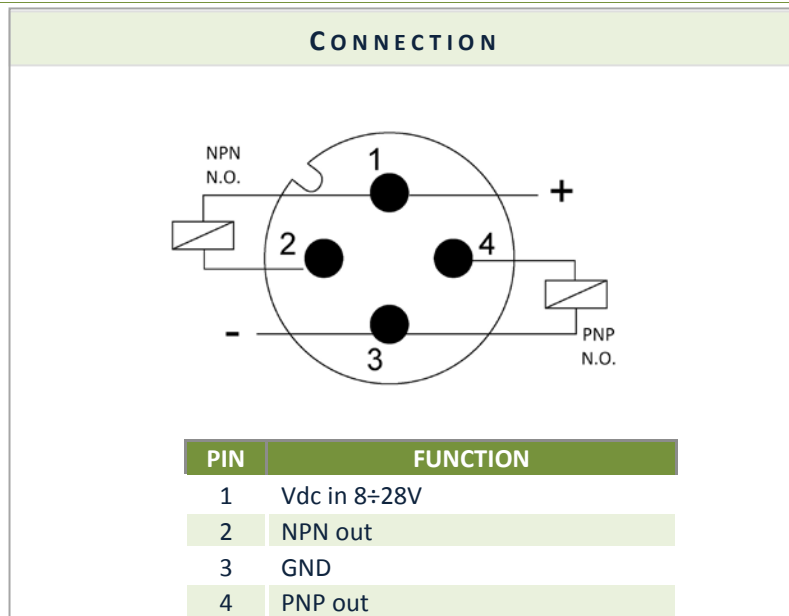 CONNECTION
NPN
N.O.
1
+
2
4
-
3
PNP
N.O.
PIN FUNCTION
1 Vdc in 8÷28V
2 NPN out
3 GND
4 PNP out